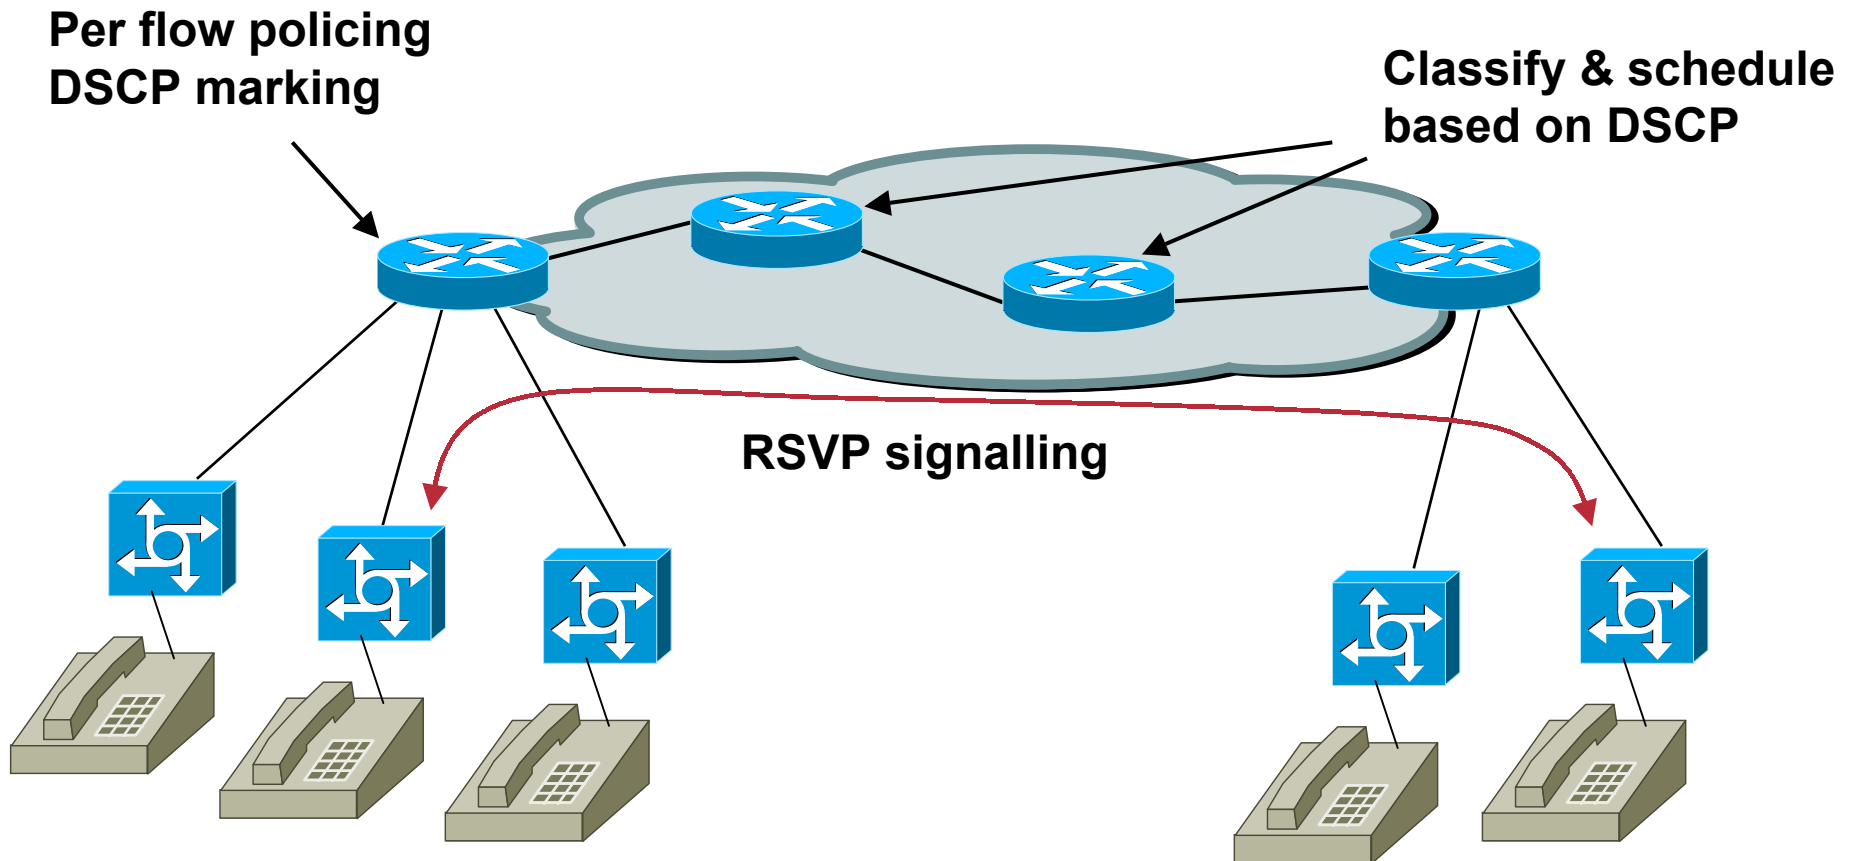 Per flow policing
DSCP marking
Classify & schedule
based on DSCP
RSVP signalling